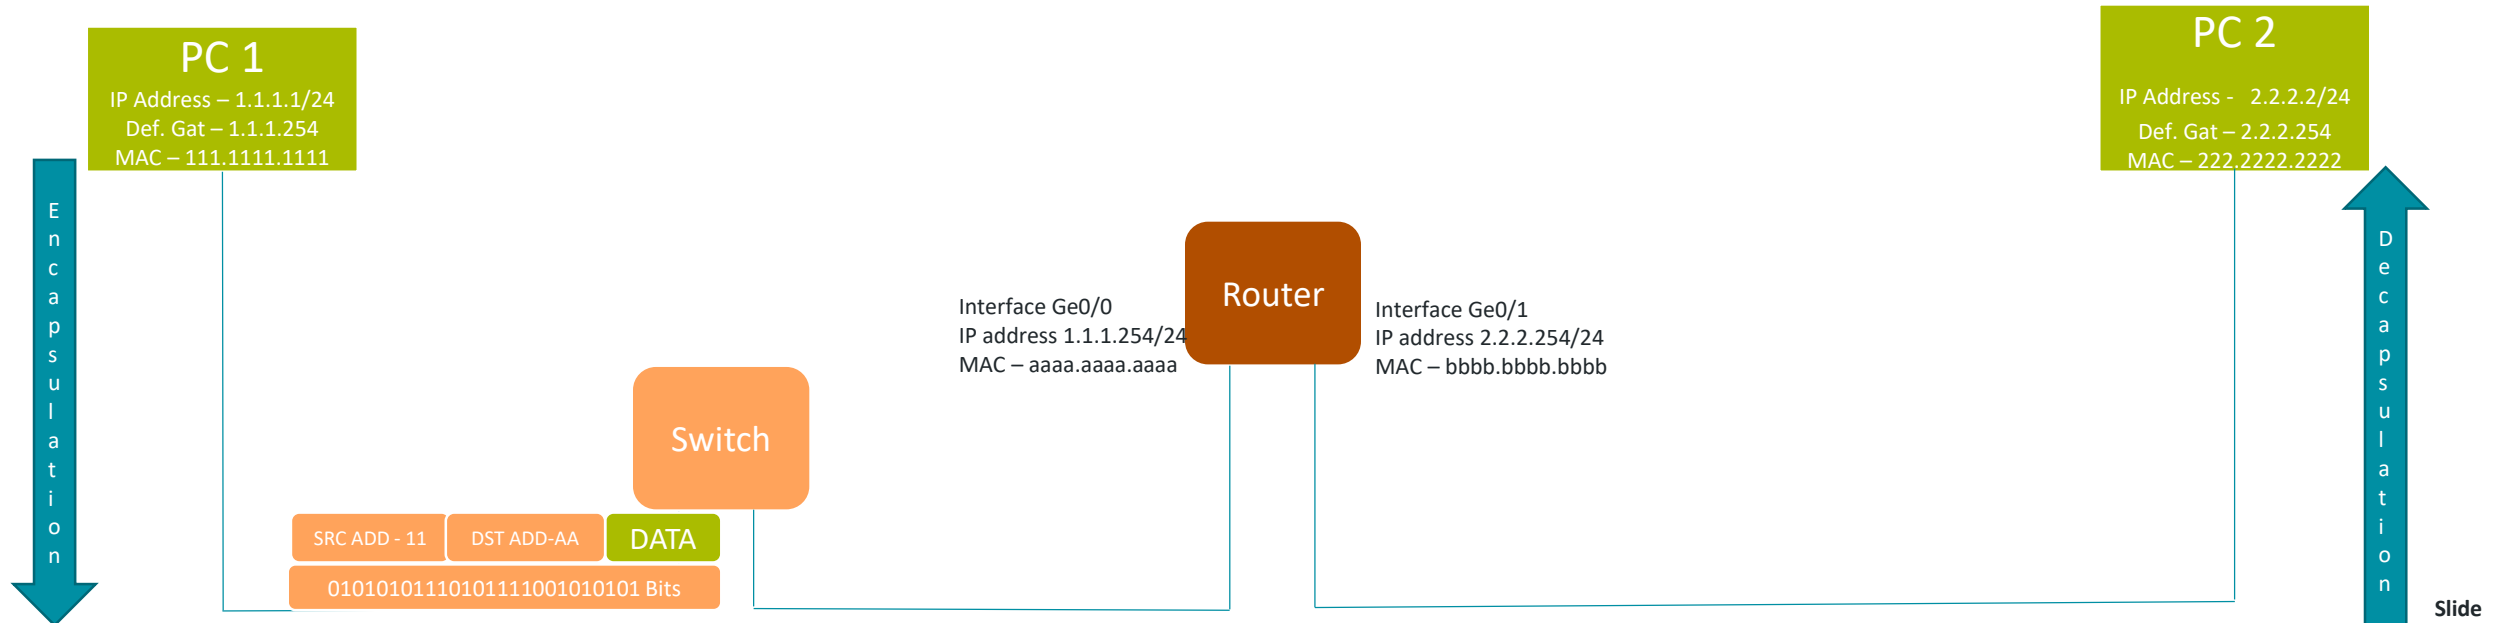 PC 1
IP Address – 1.1.1.1/24
Def. Gat – 1.1.1.254
MAC – 111.1111.1111
PC 2
IP Address - 2.2.2.2/24
Def. Gat – 2.2.2.254
MAC – 222.2222.2222
Encapsulation
Decapsulation
Router
Interface Ge0/0
IP address 1.1.1.254/24
MAC – aaaa.aaaa.aaaa
Interface Ge0/1
IP address 2.2.2.254/24
MAC – bbbb.bbbb.bbbb
Switch
SRC ADD - 11
DST ADD-AA
DATA
01010101110101111001010101 Bits
Slide